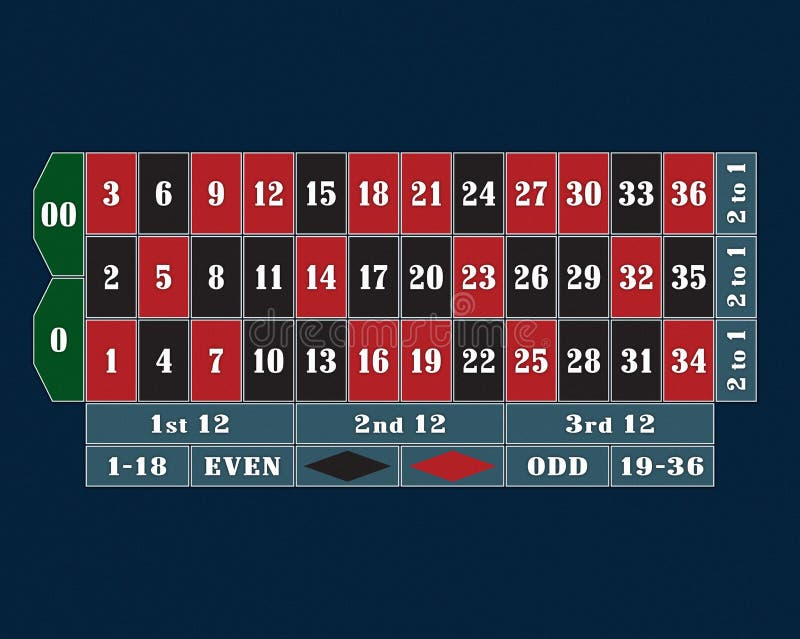 00
3 6 9 12 15 18 21 24 27 30 33 36 2 to 1
2 5 8 11 14 17 20 23 26 29 32 35 2 to 1
0
1 4 7 10 13 16 19 22 25 28 31 34 2 to 1
1st 12 2nd 12 3rd 12
1-18 EVEN ODD 19-36
dreamstime.com